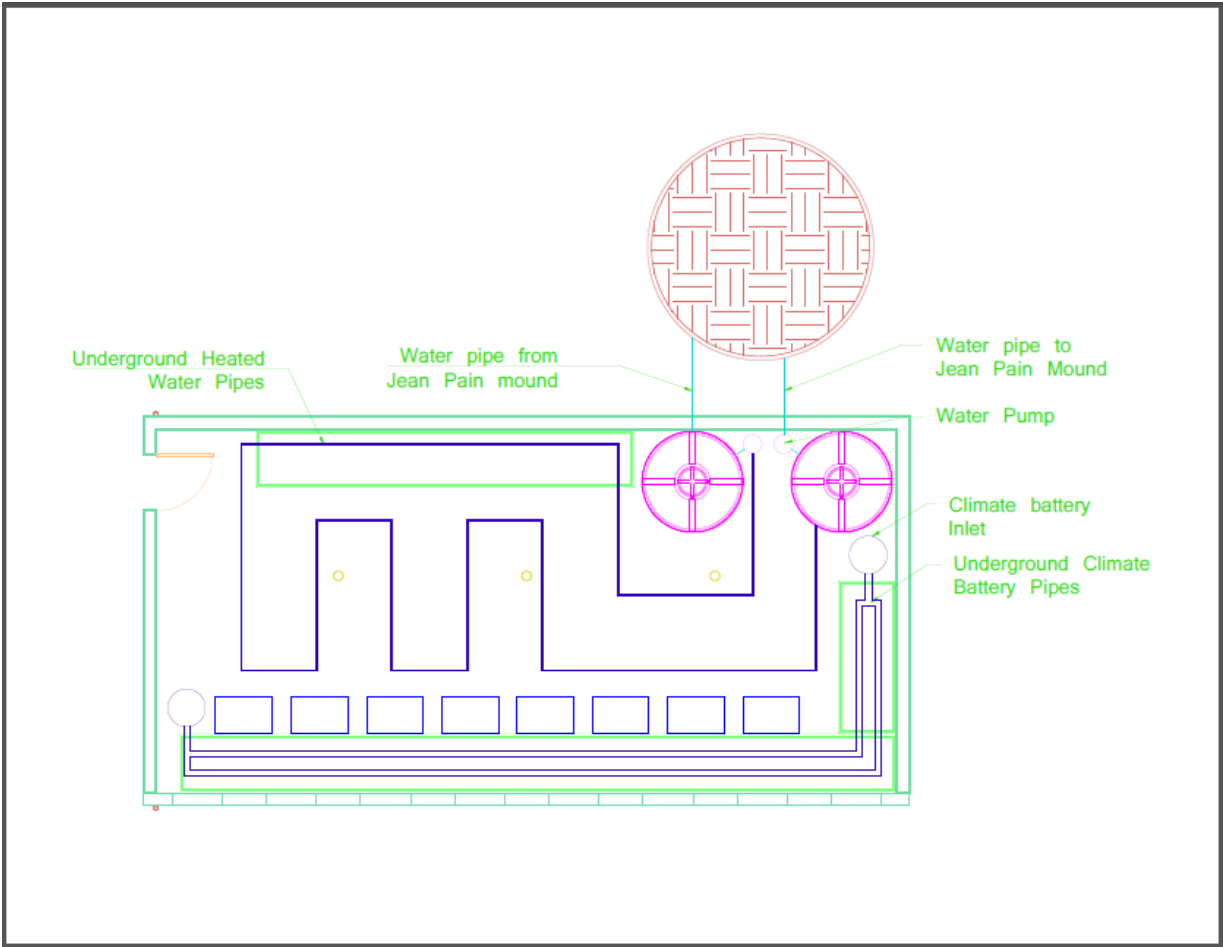 Underground Heated
Water Pipes
Water pipe from
Jean Pain mound
Water pipe to
Jean Pain Mound
Water Pump
Climate battery
Inlet
Underground Climate
Battery Pipes